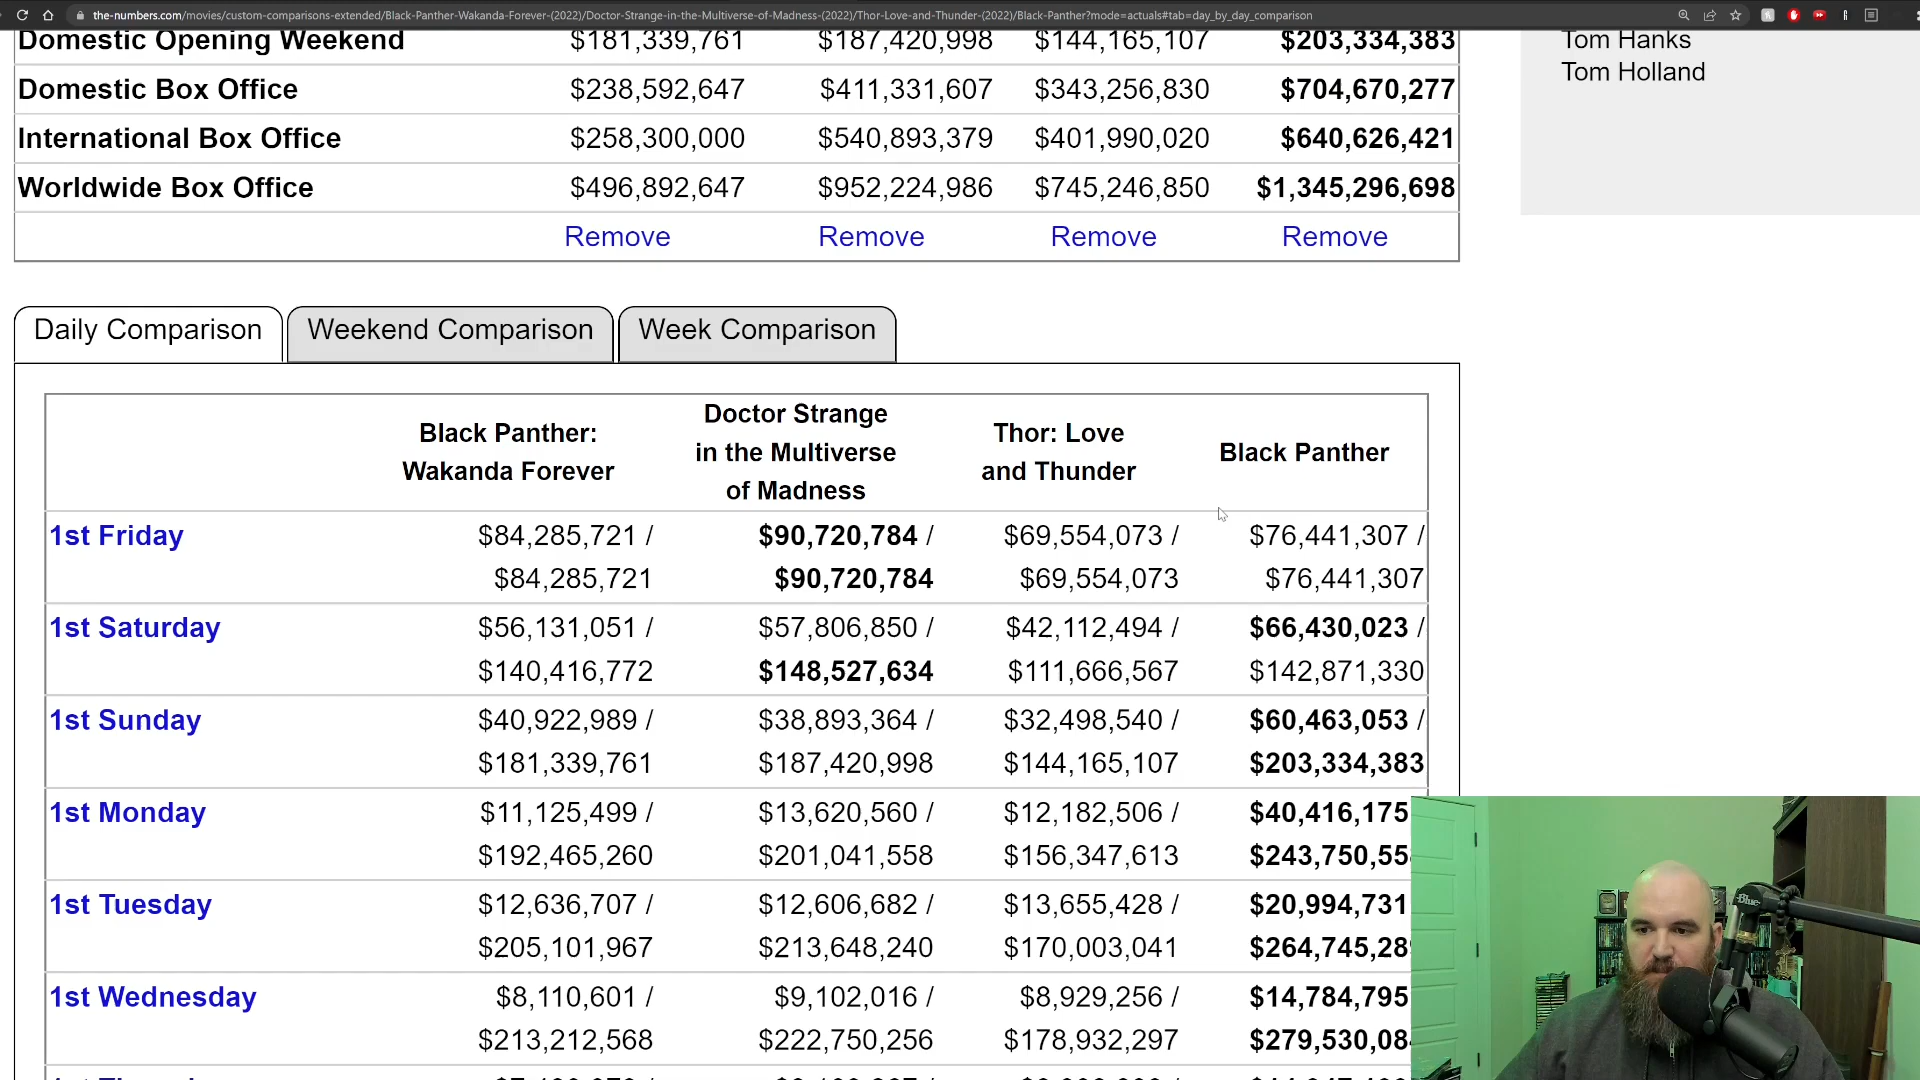 the-numbers.com/movies/custom-comparisons-extended/Black-Panther-Wakanda-Forever-(2022)/Doctor-Strange-in-the-Multiverse-of-Madness-(2022)/Thor-Love-and-Thunder-(2022)/Black-Panther?mode=actuals#tab=day_by_day_comparison
Domestic Opening Weekend $181,339,761 $187,420,998 $144,165,107 $203,334,383
Domestic Box Office $238,592,647 $411,331,607 $343,256,830 $704,670,277
International Box Office $258,300,000 $540,893,379 $401,990,020 $640,626,421
Worldwide Box Office $496,892,647 $952,224,986 $745,246,850 $1,345,296,698
Remove Remove Remove Remove
Tom Hanks
Tom Holland
Daily Comparison Weekend Comparison Week Comparison
Black Panther:
Wakanda Forever
Doctor Strange
in the Multiverse
of Madness
Thor: Love
and Thunder
Black Panther
1st Friday $84,285,721 / $90,720,784 / $69,554,073 / $76,441,307 /
$84,285,721 $90,720,784 $69,554,073 $76,441,307
1st Saturday $56,131,051 / $57,806,850 / $42,112,494 / $66,430,023 /
$140,416,772 $148,527,634 $111,666,567 $142,871,330
1st Sunday $40,922,989 / $38,893,364 / $32,498,540 / $60,463,053 /
$181,339,761 $187,420,998 $144,165,107 $203,334,383
1st Monday $11,125,499 / $13,620,560 / $12,182,506 / $40,416,175
$192,465,260 $201,041,558 $156,347,613 $243,750,55
1st Tuesday $12,636,707 / $12,606,682 / $13,655,428 / $20,994,731
$205,101,967 $213,648,240 $170,003,041 $264,745,28
1st Wednesday $8,110,601 / $9,102,016 / $8,929,256 / $14,784,795
$213,212,568 $222,750,256 $178,932,297 $279,530,08
Blue